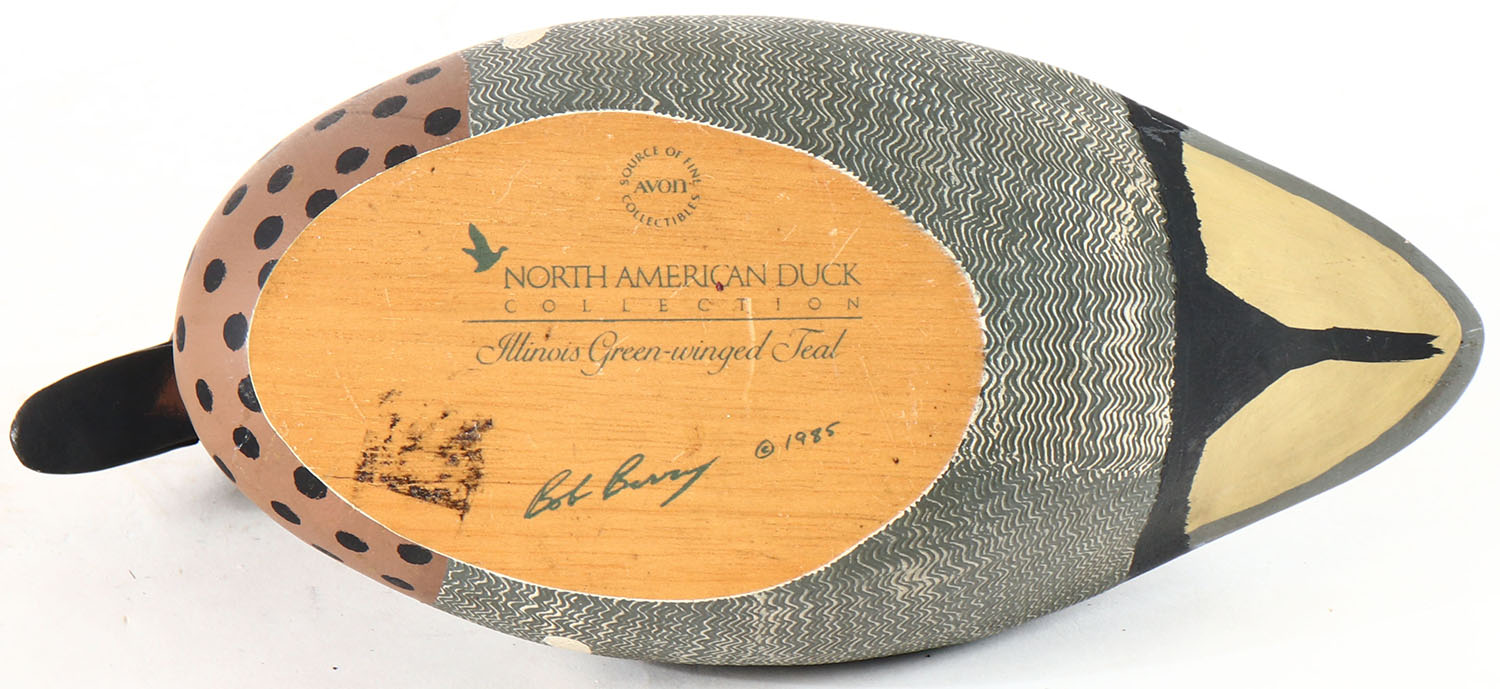 SOURCE OF FINE
AVON
COLLECTIBLES
NORTH AMERICAN DUCK
COLLECTION
Illinois Green-winged Teal
© 1985
Bob Berry